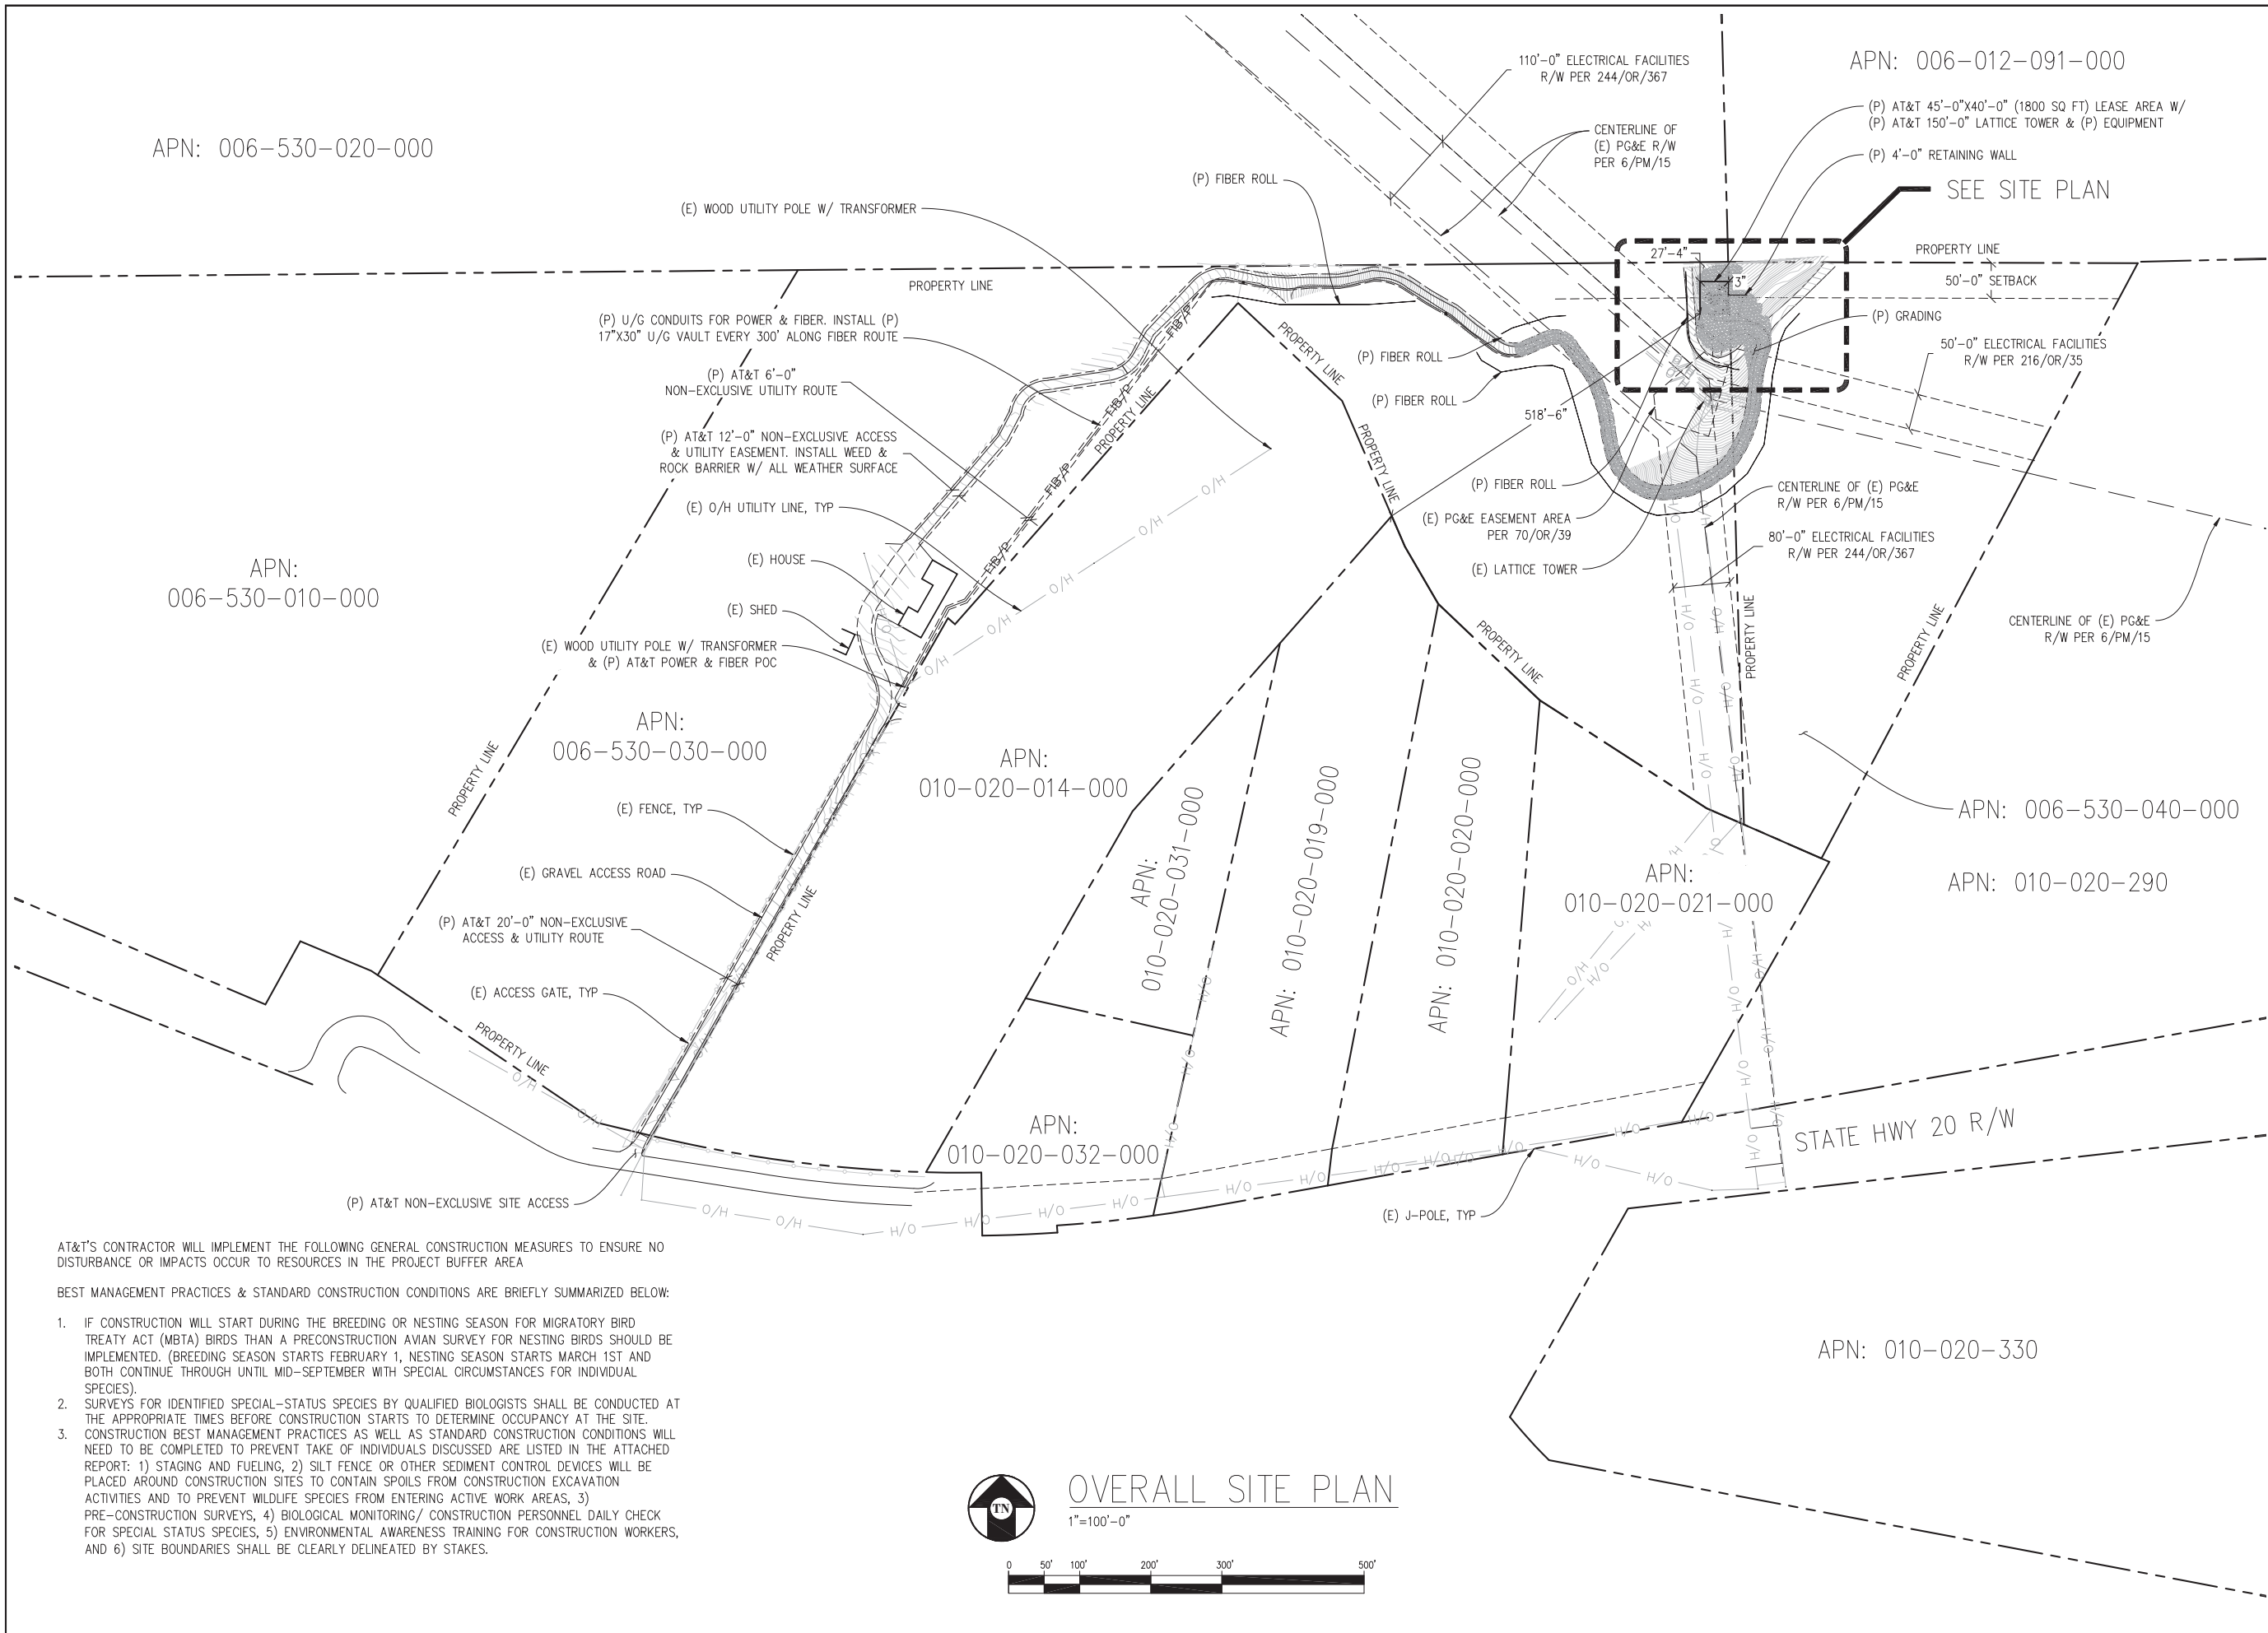 APN: 006-012-091-000
110'-0" ELECTRICAL FACILITIES
R/W PER 244/OR/367
(P) AT&T 45'-0"X40'-0" (1800 SQ FT) LEASE AREA W/
(P) AT&T 150'-0" LATTICE TOWER & (P) EQUIPMENT
APN: 006-530-020-000
CENTERLINE OF
(E) PG&E R/W
PER 6/PM/15
(P) 4'-0" RETAINING WALL
(P) FIBER ROLL
SEE SITE PLAN
(E) WOOD UTILITY POLE W/ TRANSFORMER
27'-4"
3"
PROPERTY LINE
50'-0" SETBACK
PROPERTY LINE
(P) U/G CONDUITS FOR POWER & FIBER. INSTALL (P)
17"X30" U/G VAULT EVERY 300' ALONG FIBER ROUTE
(P) GRADING
FIB/P
PROPERTY LINE
(P) FIBER ROLL
50'-0" ELECTRICAL FACILITIES
R/W PER 216/OR/35
(P) AT&T 6'-0"
NON-EXCLUSIVE UTILITY ROUTE
(P) FIBER ROLL
FIB/P
PROPERTY LINE
518'-6"
(P) AT&T 12'-0" NON-EXCLUSIVE ACCESS
& UTILITY EASEMENT. INSTALL WEED &
ROCK BARRIER W/ ALL WEATHER SURFACE
PROPERTY LINE
FIB/P
(P) FIBER ROLL
CENTERLINE OF (E) PG&E
R/W PER 6/PM/15
O/H
(E) O/H UTILITY LINE, TYP
(E) PG&E EASEMENT AREA
PER 70/OR/39
O/H
80'-0" ELECTRICAL FACILITIES
R/W PER 244/OR/367
(E) HOUSE
FIB/P
O/H
(E) LATTICE TOWER
APN:
006-530-010-000
(E) SHED
O/H
O/H
O/H
PROPERTY LINE
PROPERTY LINE
PROPERTY LINE
CENTERLINE OF (E) PG&E
R/W PER 6/PM/15
(E) WOOD UTILITY POLE W/ TRANSFORMER
& (P) AT&T POWER & FIBER POC
O/H
O/H
O/H
APN:
006-530-030-000
PROPERTY LINE
APN:
010-020-014-000
O/H
O/H
APN: 006-530-040-000
(E) FENCE, TYP
APN:
010-020-031-000
APN: 010-020-019-000
APN: 010-020-020-000
APN:
010-020-021-000
APN: 010-020-290
(E) GRAVEL ACCESS ROAD
(P) AT&T 20'-0" NON-EXCLUSIVE
ACCESS & UTILITY ROUTE
PROPERTY LINE
O/H
O/H
O/H
O/H
(E) ACCESS GATE, TYP
O/H
PROPERTY LINE
O/H
O/H
O/H
O/H
O/H
O/H
APN:
010-020-032-000
O/H
O/H
O/H
O/H
STATE HWY 20 R/W
O/H
O/H
O/H
O/H
O/H
O/H
(P) AT&T NON-EXCLUSIVE SITE ACCESS
O/H
O/H
O/H
O/H
O/H
O/H
(E) J-POLE, TYP
AT&T'S CONTRACTOR WILL IMPLEMENT THE FOLLOWING GENERAL CONSTRUCTION MEASURES TO ENSURE NO
DISTURBANCE OR IMPACTS OCCUR TO RESOURCES IN THE PROJECT BUFFER AREA
BEST MANAGEMENT PRACTICES & STANDARD CONSTRUCTION CONDITIONS ARE BRIEFLY SUMMARIZED BELOW:
1. IF CONSTRUCTION WILL START DURING THE BREEDING OR NESTING SEASON FOR MIGRATORY BIRD
TREATY ACT (MBTA) BIRDS THAN A PRECONSTRUCTION AVIAN SURVEY FOR NESTING BIRDS SHOULD BE
IMPLEMENTED. (BREEDING SEASON STARTS FEBRUARY 1, NESTING SEASON STARTS MARCH 1ST AND
BOTH CONTINUE THROUGH UNTIL MID-SEPTEMBER WITH SPECIAL CIRCUMSTANCES FOR INDIVIDUAL
SPECIES).
2. SURVEYS FOR IDENTIFIED SPECIAL-STATUS SPECIES BY QUALIFIED BIOLOGISTS SHALL BE CONDUCTED AT
THE APPROPRIATE TIMES BEFORE CONSTRUCTION STARTS TO DETERMINE OCCUPANCY AT THE SITE.
3. CONSTRUCTION BEST MANAGEMENT PRACTICES AS WELL AS STANDARD CONSTRUCTION CONDITIONS WILL
NEED TO BE COMPLETED TO PREVENT TAKE OF INDIVIDUALS DISCUSSED ARE LISTED IN THE ATTACHED
REPORT: 1) STAGING AND FUELING, 2) SILT FENCE OR OTHER SEDIMENT CONTROL DEVICES WILL BE
PLACED AROUND CONSTRUCTION SITES TO CONTAIN SPOILS FROM CONSTRUCTION EXCAVATION
ACTIVITIES AND TO PREVENT WILDLIFE SPECIES FROM ENTERING ACTIVE WORK AREAS, 3)
PRE-CONSTRUCTION SURVEYS, 4) BIOLOGICAL MONITORING/ CONSTRUCTION PERSONNEL DAILY CHECK
FOR SPECIAL STATUS SPECIES, 5) ENVIRONMENTAL AWARENESS TRAINING FOR CONSTRUCTION WORKERS,
AND 6) SITE BOUNDARIES SHALL BE CLEARLY DELINEATED BY STAKES.
APN: 010-020-330
TN
OVERALL SITE PLAN
1"=100'-0"
0 50' 100' 200' 300' 500'